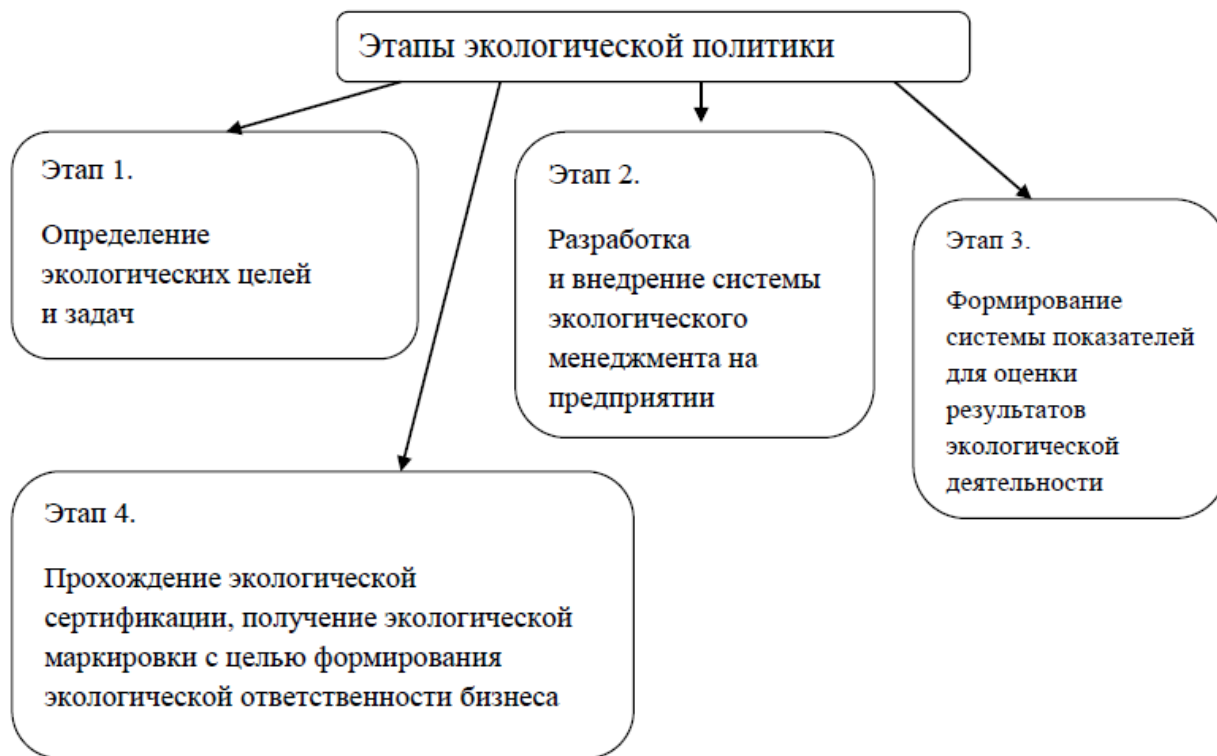 Этапы экологической политики
Этап 1.
Определение
экологических целей
и задач
Этап 2.
Разработка
и внедрение системы
экологического
менеджмента на
предприятии
Этап 3.
Формирование
системы показателей
для оценки
результатов
экологической
деятельности
Этап 4.
Прохождение экологической
сертификации, получение экологической
маркировки с целью формирования
экологической ответственности бизнеса